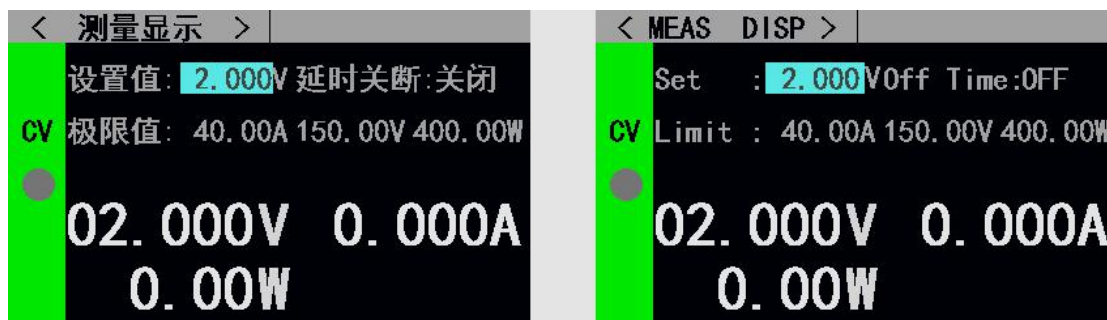 < 测量显示 >
设置值: 2.000V 延时关断:关闭
CV 极限值: 40.00A 150.00V 400.00W
02.000V 0.000A
0.00W
< MEAS DISP >
Set : 2.000 VOff Time:OFF
CV Limit : 40.00A 150.00V 400.00W
02.000V 0.000A
0.00W